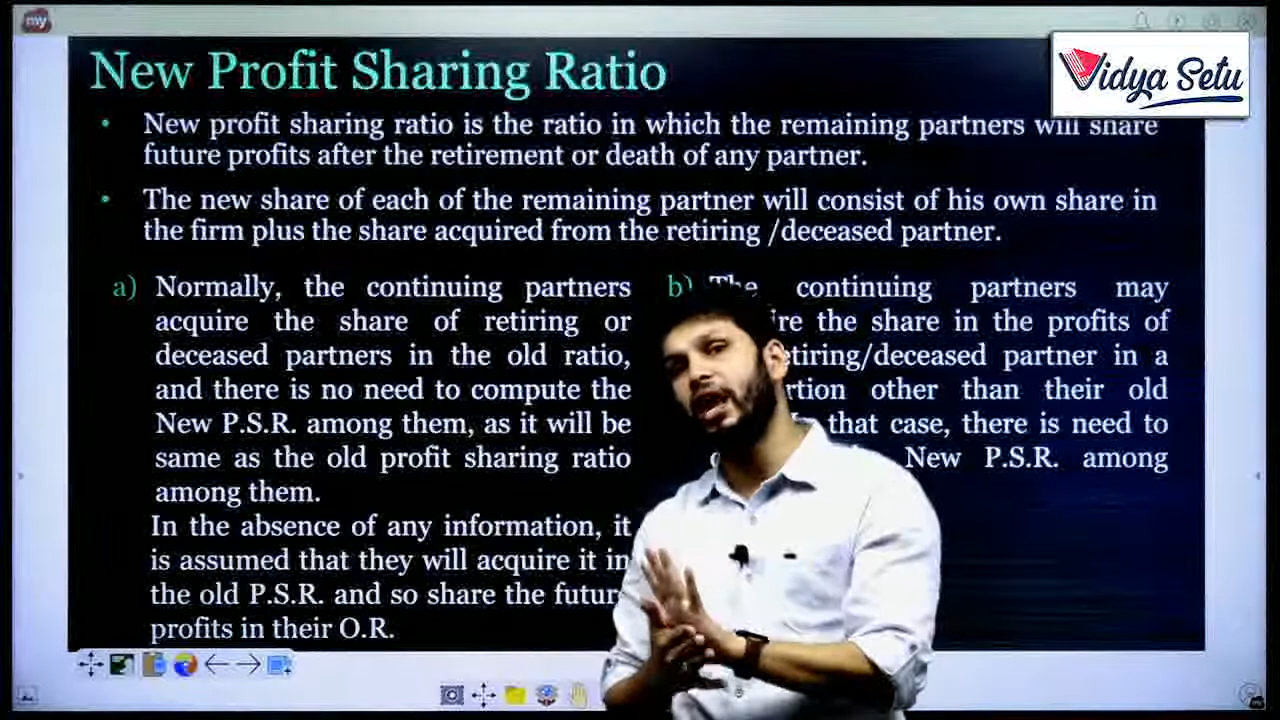 my
New Profit Sharing Ratio
Vidya Setu
• New profit sharing ratio is the ratio in which the remaining partners will share
future profits after the retirement or death of any partner.
• The new share of each of the remaining partner will consist of his own share in
the firm plus the share acquired from the retiring /deceased partner.
a) Normally, the continuing partners
acquire the share of retiring or
deceased partners in the old ratio,
and there is no need to compute the
New P.S.R. among them, as it will be
same as the old profit sharing ratio
among them.
In the absence of any information, it
is assumed that they will acquire it in
the old P.S.R. and so share the future
profits in their O.R.
b) The continuing partners may
the share in the profits of
partner in a
other than their old
that case, there is need to
New P.S.R. among